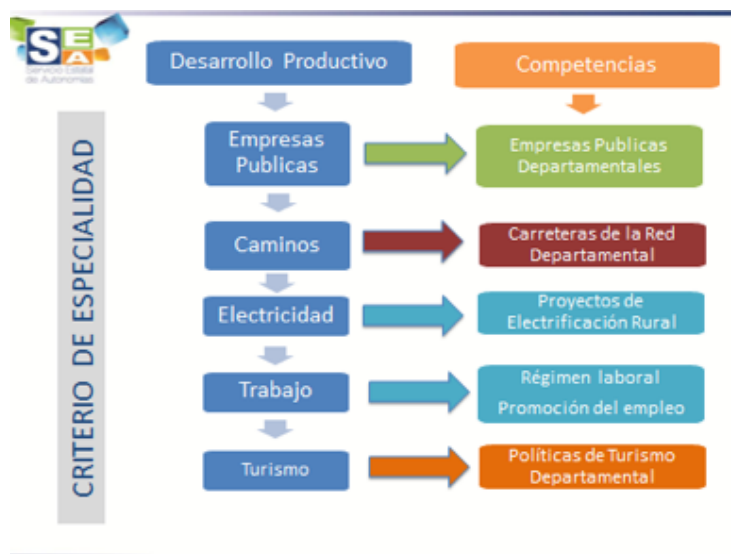 SEA
Servicio Estatal
de Autonomías
Desarrollo Productivo
Competencias
CRITERIO DE ESPECIALIDAD
Empresas
Publicas
Empresas Publicas
Departamentales
Caminos
Carreteras de la Red
Departamental
Electricidad
Proyectos de
Electrificación Rural
Trabajo
Régimen laboral
Promoción del empleo
Turismo
Políticas de Turismo
Departamental